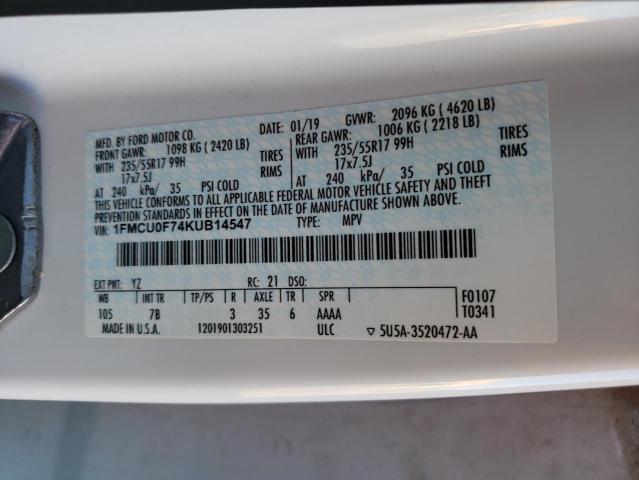 MFD. BY FORD MOTOR CO. DATE: 01/19 GVWR: 2096 KG ( 4620 LB)
FRONT GAWR: 1098 KG ( 2420 LB) REAR GAWR: 1006 KG ( 2218 LB)
WITH 235/55R17 99H TIRES WITH 235/55R17 99H TIRES
17x7.5J RIMS 17x7.5J RIMS
AT 240 kPa/ 35 PSI COLD AT 240 kPa/ 35 PSI COLD
THIS VEHICLE CONFORMS TO ALL APPLICABLE FEDERAL MOTOR VEHICLE SAFETY AND THEFT
PREVENTION STANDARDS IN EFFECT ON THE DATE OF MANUFACTURE SHOWN ABOVE.
VIN: 1FMCU0F74KUB14547 TYPE: MPV
EXT PNT: YZ RC: 21 DSO:
WB INT TR TP/PS R AXLE TR SPR F0107
105 7B 3 35 6 AAAA T0341
MADE IN U.S.A. 1201901303251 ULC ▽ 5U5A-3520472-AA